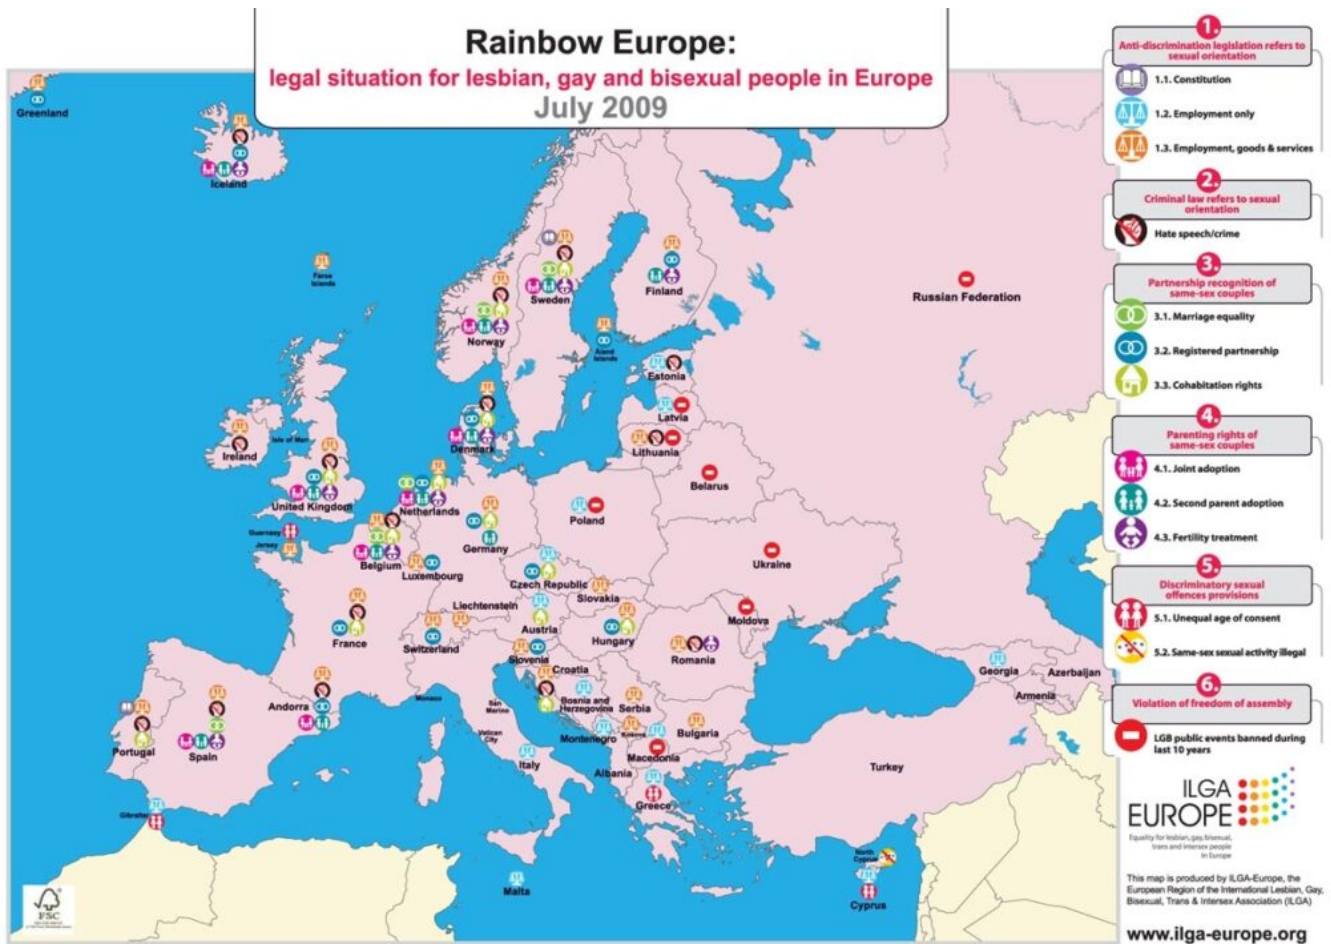 Rainbow Europe:
legal situation for lesbian, gay and bisexual people in Europe
July 2009
Greenland
Iceland
Faroe
Islands
Norway
Sweden
Finland
Aland
Islands
Russian Federation
Estonia
Latvia
Lithuania
Belarus
Ireland
Isle of Man
United Kingdom
Denmark
Netherlands
Guernsey
Jersey
Belgium
Luxembourg
Germany
Poland
Ukraine
Czech Republic
Slovakia
Liechtenstein
Austria
Hungary
Moldova
France
Switzerland
Slovenia
Croatia
Romania
Monaco
San
Marino
Vatican
City
Italy
Bosnia and
Herzegovina
Serbia
Montenegro
Kosovo
Bulgaria
Macedonia
Albania
Greece
Andorra
Portugal
Spain
Gibraltar
Malta
Turkey
Georgia
Azerbaijan
Armenia
North
Cyprus
Cyprus
FSC
1.
Anti-discrimination legislation refers to
sexual orientation
1.1. Constitution
1.2. Employment only
1.3. Employment, goods & services
2.
Criminal law refers to sexual
orientation
Hate speech/crime
3.
Partnership recognition of
same-sex couples
3.1. Marriage equality
3.2. Registered partnership
3.3. Cohabitation rights
4.
Parenting rights of
same-sex couples
4.1. Joint adoption
4.2. Second parent adoption
4.3. Fertility treatment
5.
Discriminatory sexual
offences provisions
5.1. Unequal age of consent
5.2. Same-sex sexual activity illegal
6.
Violation of freedom of assembly
LGB public events banned during
last 10 years
ILGA
EUROPE
Equality for lesbian, gay, bisexual,
trans and intersex people
in Europe
This map is produced by ILGA-Europe, the
European Region of the International Lesbian, Gay,
Bisexual, Trans & Intersex Association (ILGA)
www.ilga-europe.org